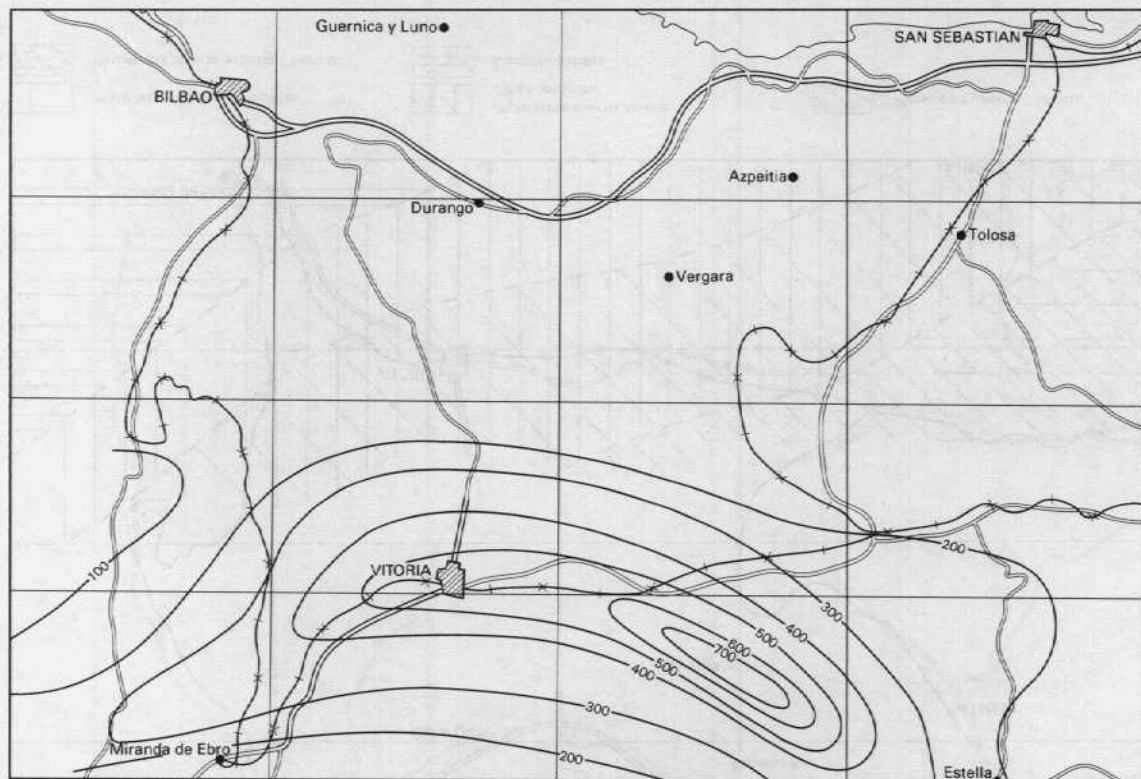 Guernica y Luno
SAN SEBASTIAN
BILBAO
Azpeitia
Durango
Tolosa
Vergara
100
VITORIA
200
300
400
500
600
700
500
400
300
200
Miranda de Ebro
Estella